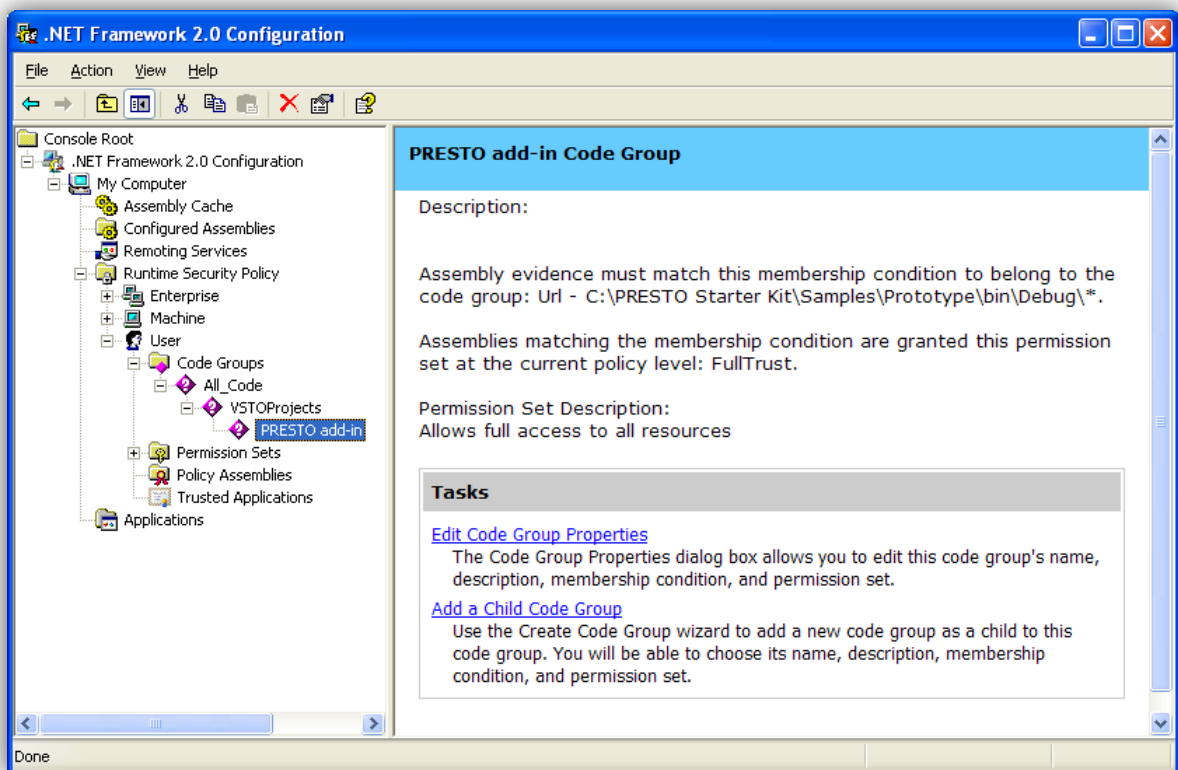 .NET Framework 2.0 Configuration
File Action View Help
Console Root
.NET Framework 2.0 Configuration
My Computer
Assembly Cache
Configured Assemblies
Remoting Services
Runtime Security Policy
Enterprise
Machine
User
Code Groups
All_Code
VSTOProjects
PRESTO add-in
Permission Sets
Policy Assemblies
Trusted Applications
Applications
PRESTO add-in Code Group
Description:
Assembly evidence must match this membership condition to belong to the
code group: Url - C:\PRESTO Starter Kit\Samples\Prototype\bin\Debug\*.
Assemblies matching the membership condition are granted this permission
set at the current policy level: FullTrust.
Permission Set Description:
Allows full access to all resources
Tasks
Edit Code Group Properties
The Code Group Properties dialog box allows you to edit this code group's name,
description, membership condition, and permission set.
Add a Child Code Group
Use the Create Code Group wizard to add a new code group as a child to this
code group. You will be able to choose its name, description, membership
condition, and permission set.
Done